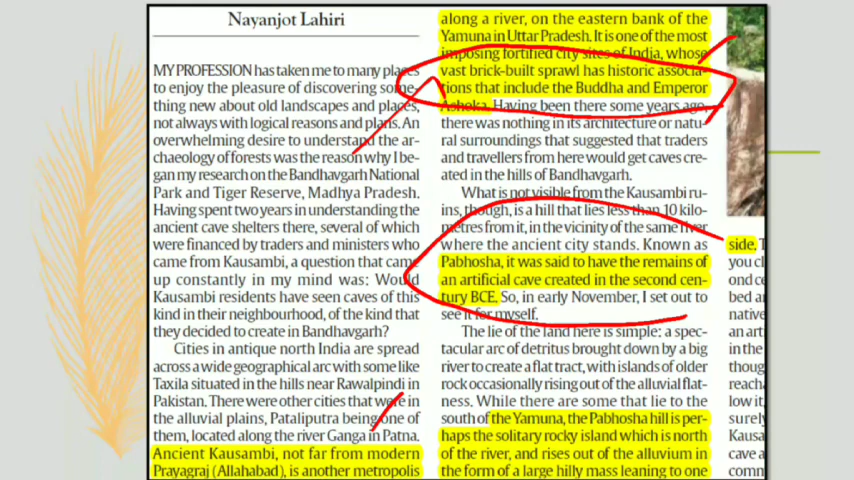 Nayanjot Lahiri
MY PROFESSION has taken me to many places
to enjoy the pleasure of discovering some-
thing new about old landscapes and places,
not always with logical reasons and plans. An
overwhelming desire to understand the ar-
chaeology of forests was the reason why I be-
gan my research on the Bandhavgarh National
Park and Tiger Reserve, Madhya Pradesh.
Having spent two years in understanding the
ancient cave shelters there, several of which
were financed by traders and ministers who
came from Kausambi, a question that came
up constantly in my mind was: Would
Kausambi residents have seen caves of this
kind in their neighbourhood, of the kind that
they decided to create in Bandhavgarh?
Cities in antique north India are spread
across a wide geographical arc with some like
Taxila situated in the hills near Rawalpindi in
Pakistan. There were other cities that were in
the alluvial plains, Pataliputra being one of
them, located along the river Ganga in Patna.
Ancient Kausambi, not far from modern
Prayagraj (Allahabad), is another metropolis
along a river, on the eastern bank of the
Yamuna in Uttar Pradesh. It is one of the most
imposing fortified city sites of India, whose
vast brick-built sprawl has historic associa-
tions that include the Buddha and Emperor
Ashoka. Having been there some years ago,
there was nothing in its architecture or natu-
ral surroundings that suggested that traders
and travellers from here would get caves cre-
ated in the hills of Bandhavgarh.
What is not visible from the Kausambi ru-
ins, though, is a hill that lies less than 10 kilo-
metres from it, in the vicinity of the same river
where the ancient city stands. Known as
Pabhosha, it was said to have the remains of
an artificial cave created in the second cen-
tury BCE. So, in early November, I set out to
see it for myself.
The lie of the land here is simple: a spec-
tacular arc of detritus brought down by a big
river to create a flat tract, with islands of older
rock occasionally rising out of the alluvial flat-
ness. While there are some that lie to the
south of the Yamuna, the Pabhosha hill is per-
haps the solitary rocky island which is north
of the river, and rises out of the alluvium in
the form of a large hilly mass leaning to one
side. T
you cl
ond ce
bed ar
native
an arti
in the
thoug
reach
low it,
surely
Kausa
cave a
comn